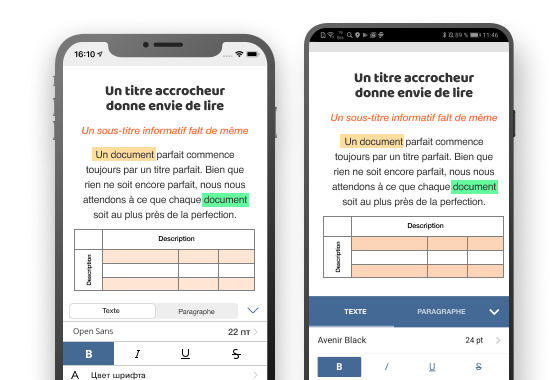 16:10
Un titre accrocheur
donne envie de lire
Un sous-titre informatif falt de même
Un document parfait commence
toujours par un titre parfait. Bien que
rien ne soit encore parfait, nous nous
attendons à ce que chaque document
soit au plus près de la perfection.
Description
Description
Texte Paragraphe
Open Sans 22 пт
B I U S
A Цвет шрифта
89 % 11:46
Un titre accrocheur
donne envie de lire
Un sous-titre informatif falt de même
Un document parfait commence
toujours par un titre parfait. Bien que
rien ne soit encore parfait, nous nous
attendons à ce que chaque document
soit au plus près de la perfection.
Description
Description
TEXTE PARAGRAPHE
Avenir Black 24 pt
B I U S